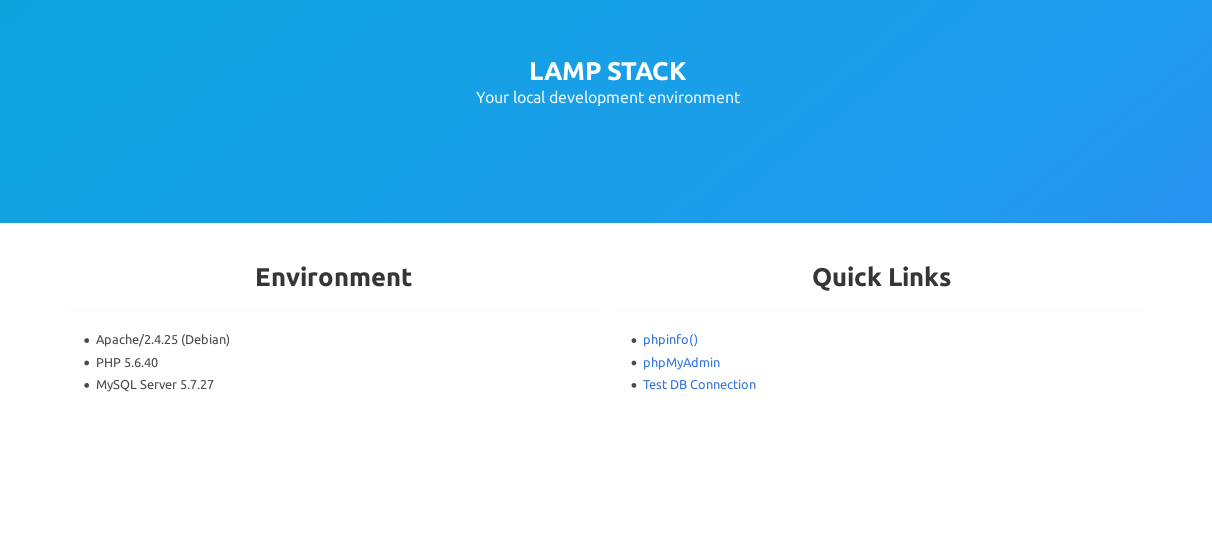 LAMP STACK
Your local development environment
Environment
Apache/2.4.25 (Debian)
PHP 5.6.40
MySQL Server 5.7.27
Quick Links
phpinfo()
phpMyAdmin
Test DB Connection